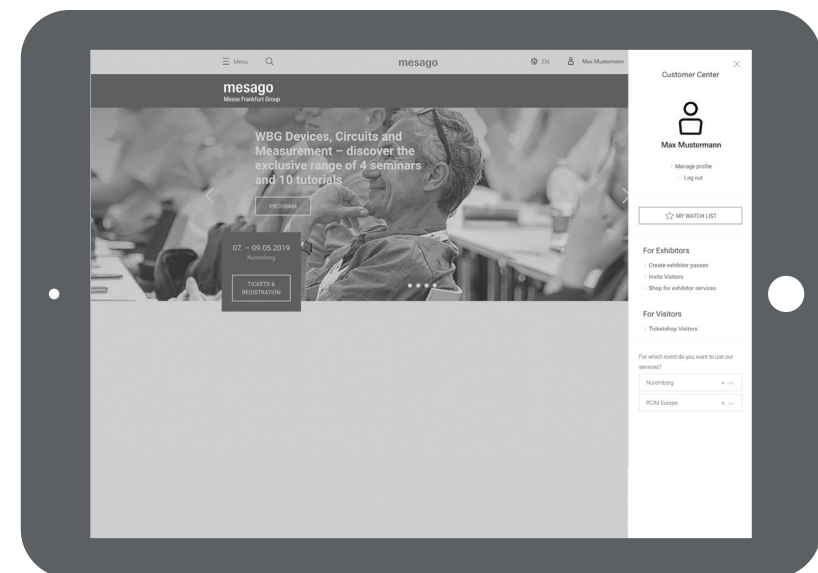 Menu
mesago
EN
Max Mustermann
mesago
Messe Frankfurt Group
WBG Devices, Circuits and
Measurement – discover the
exclusive range of 4 seminars
and 10 tutorials
PROGRAM
07. – 09.05.2019
Nuremberg
TICKETS &
REGISTRATION
Customer Center
Max Mustermann
Manage profile
Log out
MY WATCH LIST
For Exhibitors
Create exhibitor passes
Invite Visitors
Shop for exhibitor services
For Visitors
Ticketshop Visitors
For which event do you want to use our
services?
Nuremberg
PCIM Europe